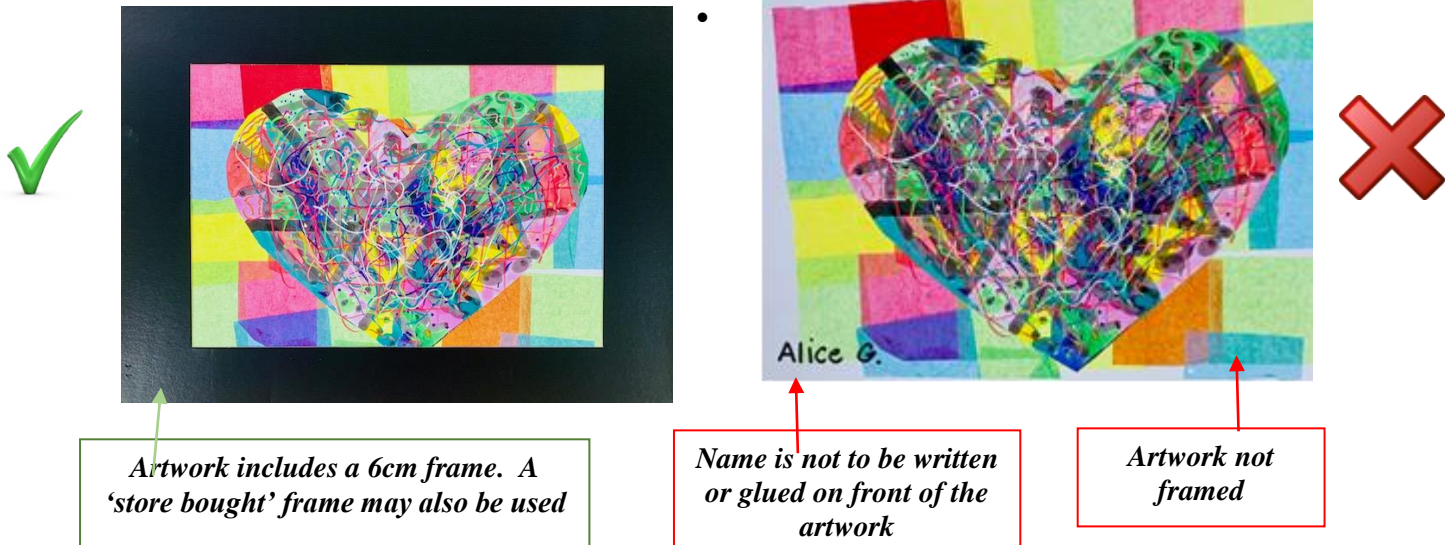 Alice G.
Artwork includes a 6cm frame.  A
‘store bought’ frame may also be used
Name is not to be written
or glued on front of the
artwork
Artwork not
framed